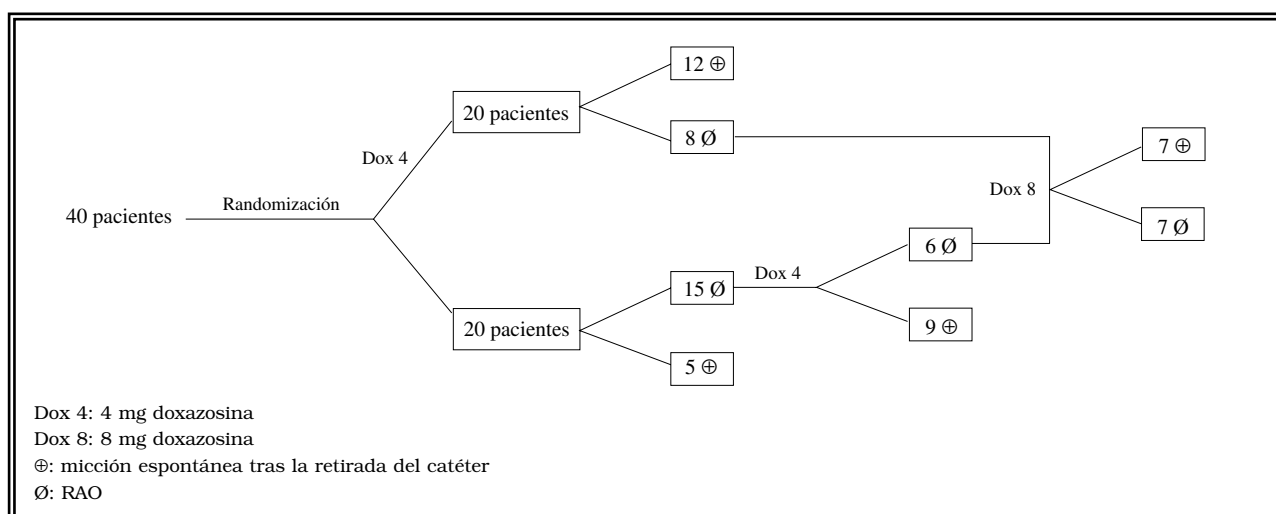 12 ⊕
20 pacientes
Dox 4
8 Ø
7 ⊕
Dox 8
Randomización
40 pacientes
7 Ø
6 Ø
15 Ø
Dox 4
20 pacientes
9 ⊕
5 ⊕
Dox 4: 4 mg doxazosina
Dox 8: 8 mg doxazosina
⊕: micción espontánea tras la retirada del catéter
Ø: RAO